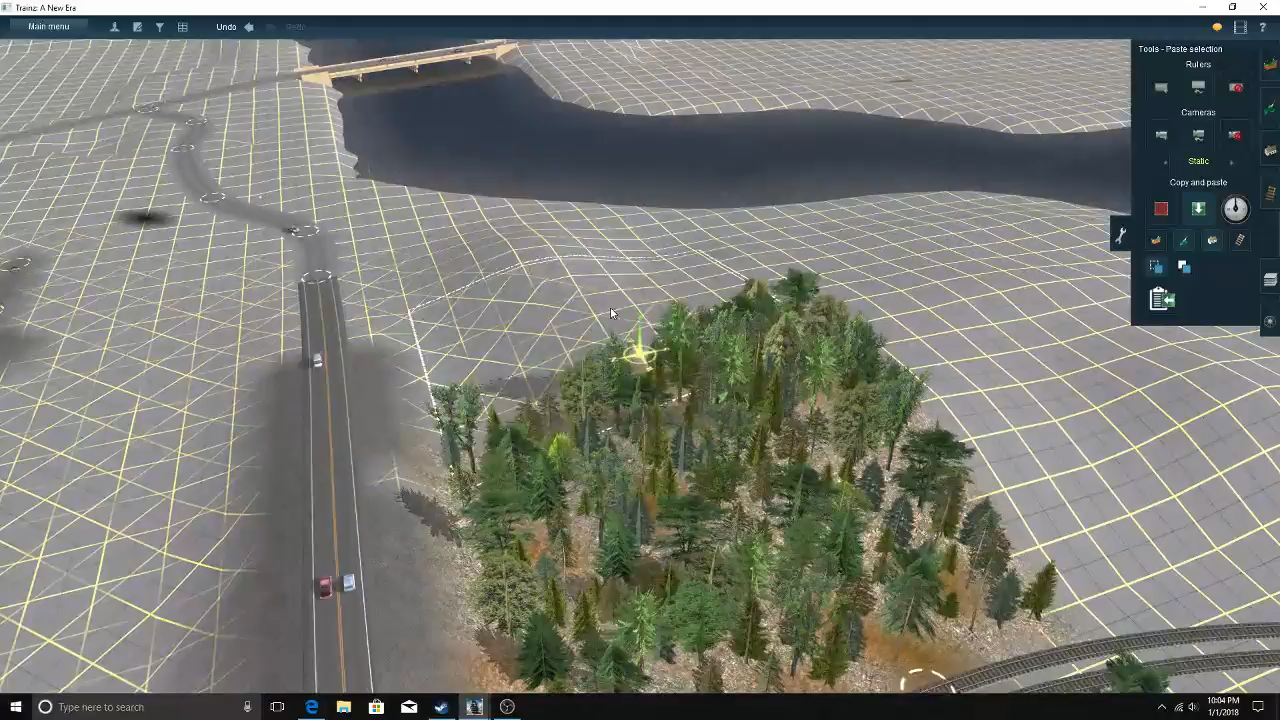 Trainz: A New Era
Main menu
Undo
Redo
Tools - Paste selection
Rulers
Cameras
Static
Copy and paste
Type here to search
10:04 PM
1/1/2018